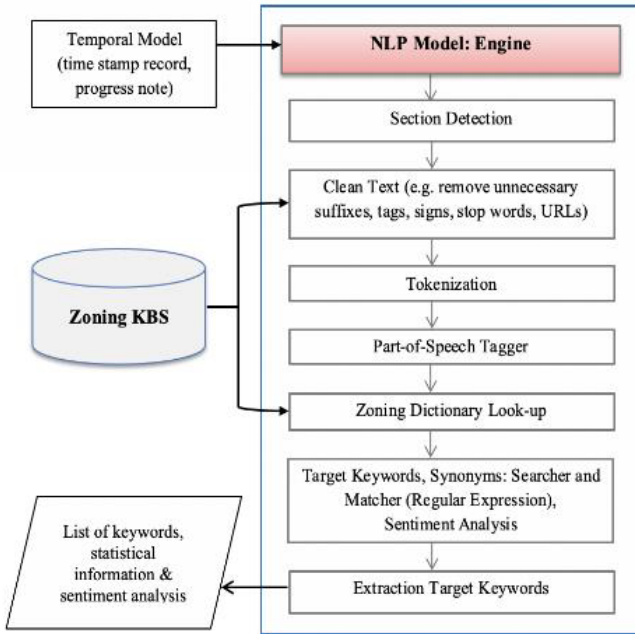 Temporal Model
(time stamp record,
progress note)
NLP Model: Engine
Section Detection
Clean Text (e.g. remove unnecessary
suffixes, tags, signs, stop words, URLs)
Tokenization
Zoning KBS
Part-of-Speech Tagger
Zoning Dictionary Look-up
Target Keywords, Synonyms: Searcher and
Matcher (Regular Expression),
Sentiment Analysis
List of keywords,
statistical
information &
sentiment analysis
Extraction Target Keywords